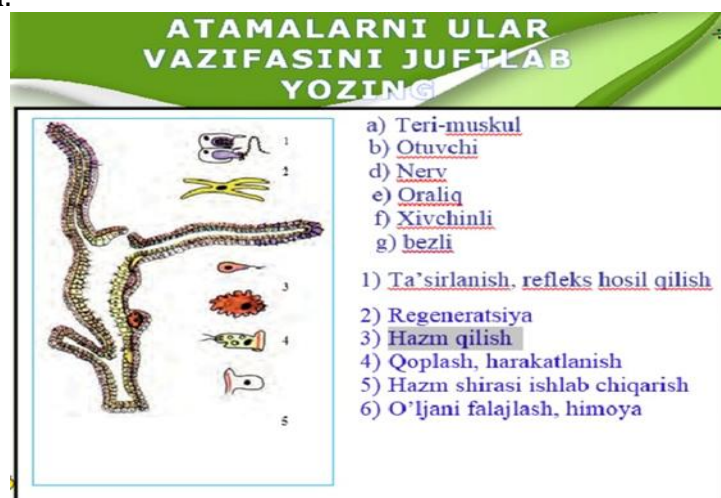 ATAMALARNI ULAR
VAZIFASINI JUFTLAB
YOZING
1
2
3
4
5
a) Teri-muskul
b) Otuvchi
d) Nerv
e) Oraliq
f) Xivchinli
g) bezli
1) Ta’sirlanish, refleks hosil qilish
2) Regeneratsiya
3) Hazm qilish
4) Qoplash, harakatlanish
5) Hazm shirasi ishlab chiqarish
6) O’ljani falajlash, himoya